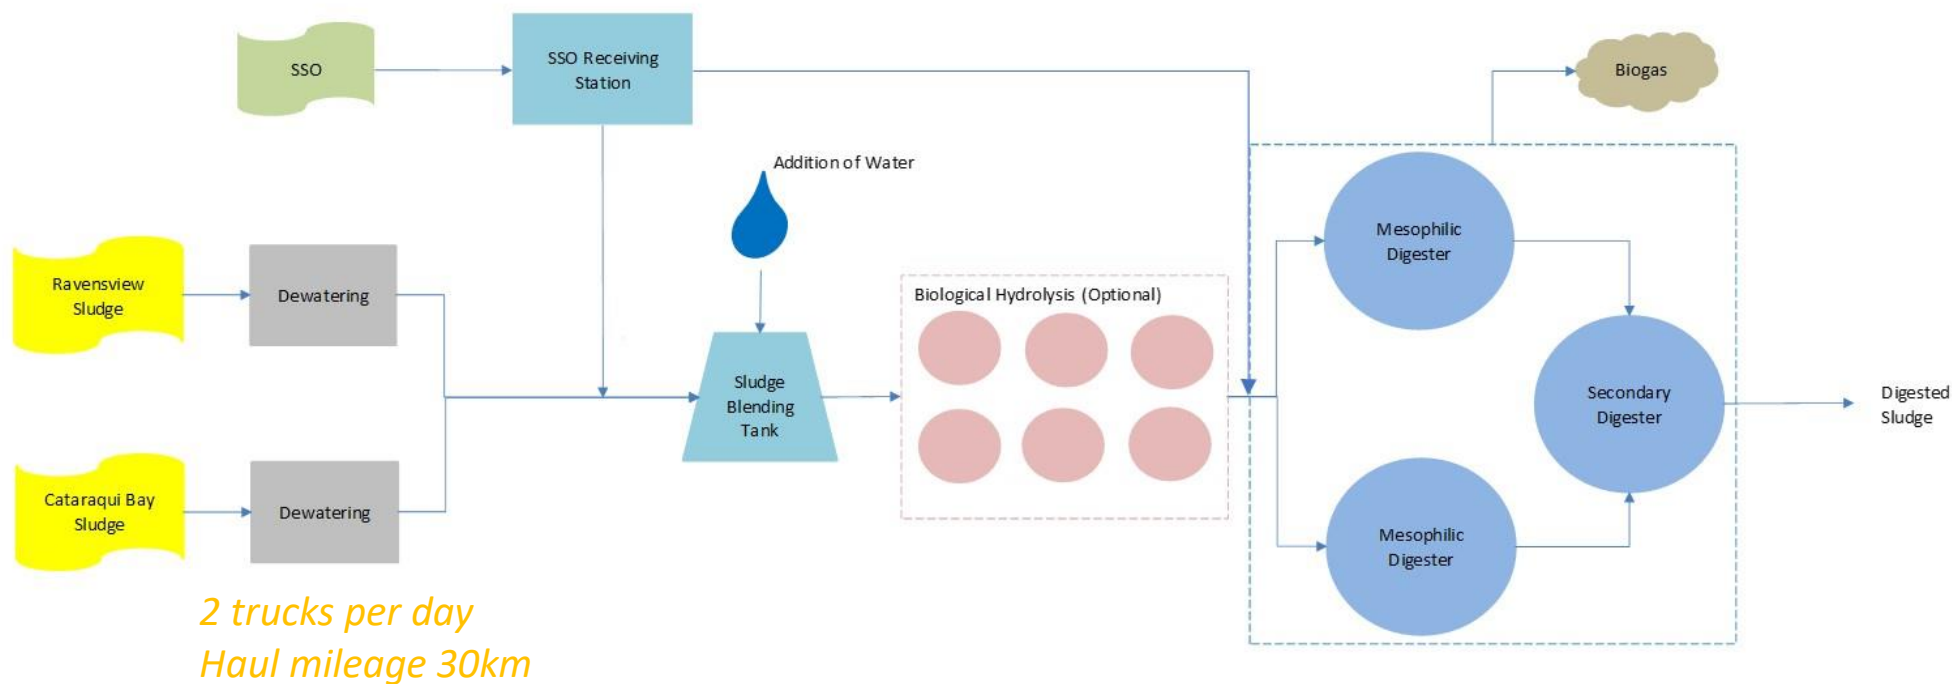 SSO
SSO Receiving
Station
Biogas
Addition of Water
Ravensview
Sludge
Dewatering
Biological Hydrolysis (Optional)
Mesophilic
Digester
Sludge
Blending
Tank
Secondary
Digester
Digested
Sludge
Cataraqui Bay
Sludge
Dewatering
Mesophilic
Digester
2 trucks per day
Haul mileage 30km